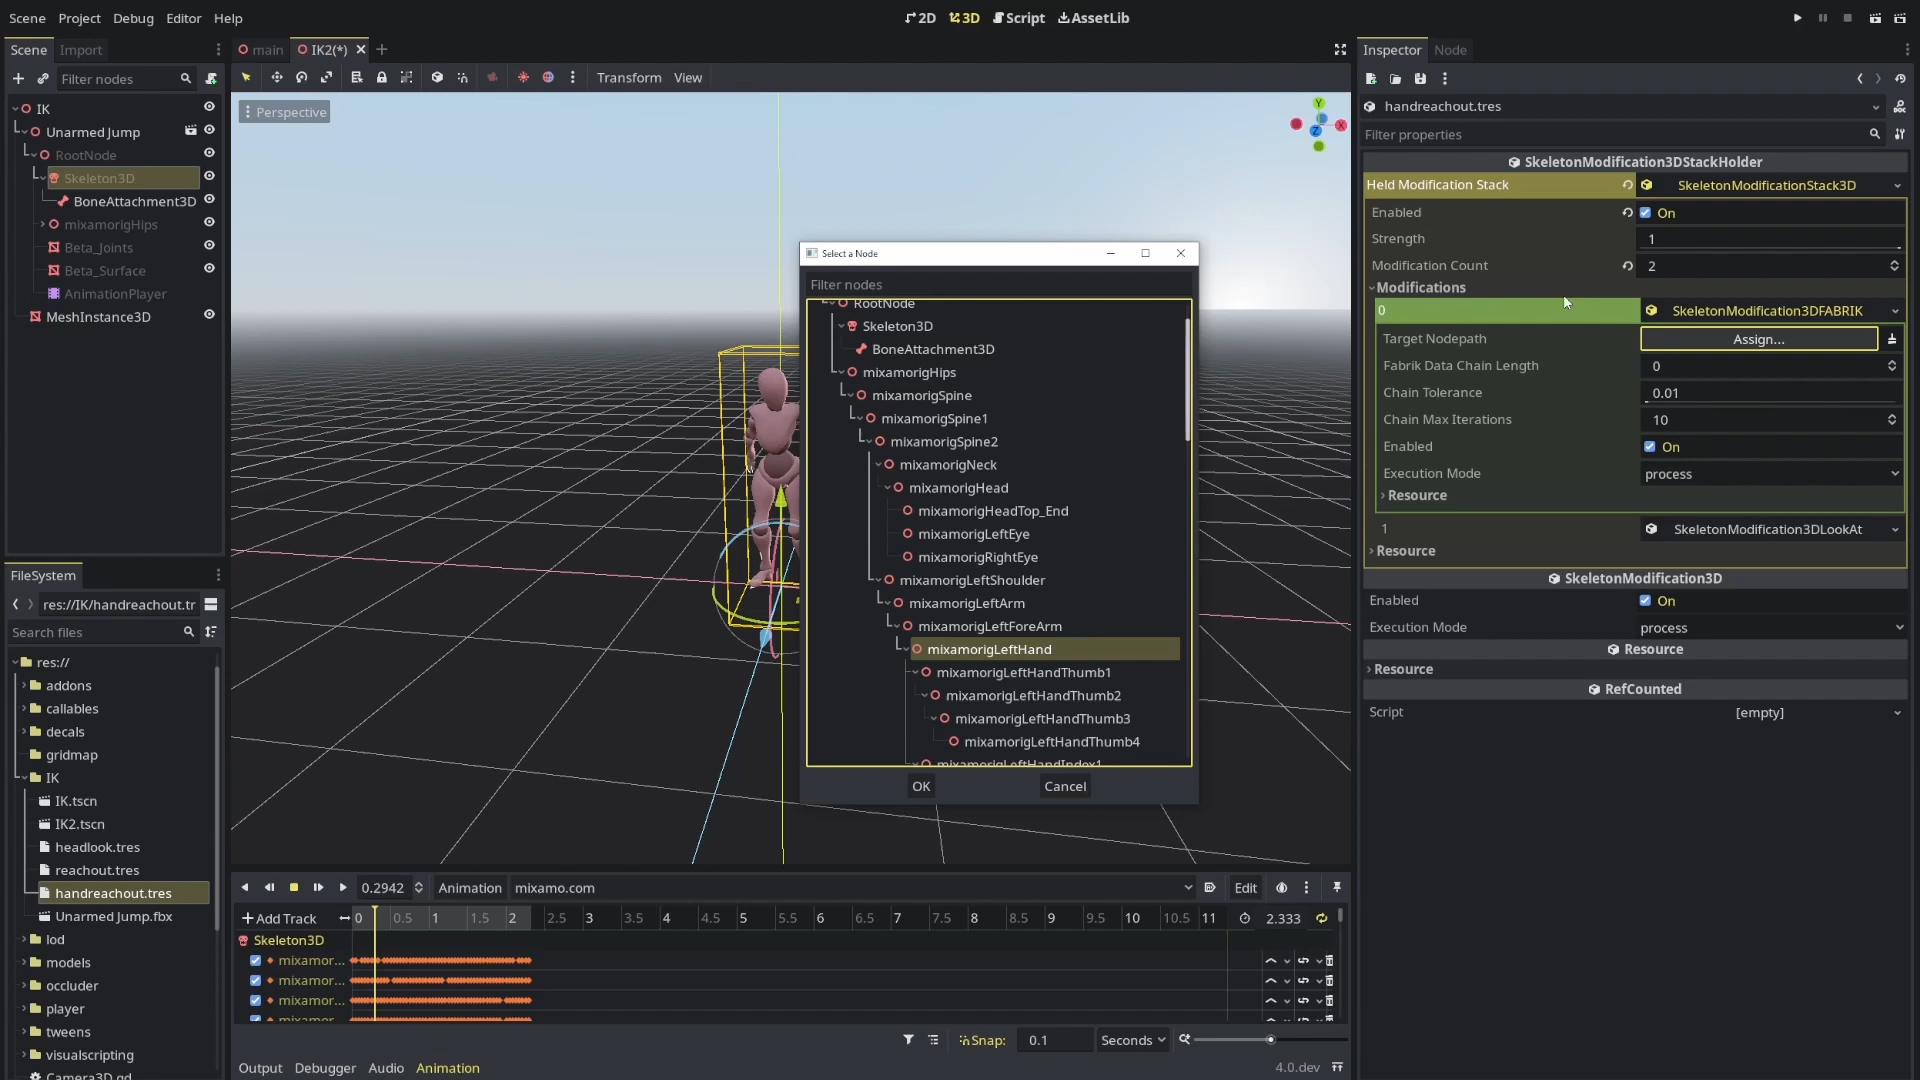 Scene Project Debug Editor Help
2D 3D Script AssetLib
Scene Import
Filter nodes
IK
Unarmed Jump
RootNode
Skeleton3D
BoneAttachment3D
mixamorigHips
Beta_Joints
Beta_Surface
AnimationPlayer
MeshInstance3D
FileSystem
res://IK/handreachout.tr
Search files
res://
addons
callables
decals
gridmap
IK
IK.tscn
IK2.tscn
headlook.tres
reachout.tres
handreachout.tres
Unarmed Jump.fbx
lod
models
occluder
player
tweens
visualscripting
Camera3D.gd
main IK2(*)
Transform View
Perspective
Y
X
Z
Select a Node
Filter nodes
RootNode
Skeleton3D
BoneAttachment3D
mixamorigHips
mixamorigSpine
mixamorigSpine1
mixamorigSpine2
mixamorigNeck
mixamorigHead
mixamorigHeadTop_End
mixamorigLeftEye
mixamorigRightEye
mixamorigLeftShoulder
mixamorigLeftArm
mixamorigLeftForeArm
mixamorigLeftHand
mixamorigLeftHandThumb1
mixamorigLeftHandThumb2
mixamorigLeftHandThumb3
mixamorigLeftHandThumb4
mixamorigLeftHandIndex1
OK Cancel
0.2942 Animation mixamo.com Edit
Add Track 0 0.5 1 1.5 2 2.5 3 3.5 4 4.5 5 5.5 6 6.5 7 7.5 8 8.5 9 9.5 10 10.5 11 2.333
Skeleton3D
mixamor...
mixamor...
mixamor...
mixamor...
Snap: 0.1 Seconds
Output Debugger Audio Animation 4.0.dev
Inspector Node
handreachout.tres
Filter properties
SkeletonModification3DStackHolder
Held Modification Stack SkeletonModificationStack3D
Enabled On
Strength 1
Modification Count 2
Modifications
0 SkeletonModification3DFABRIK
Target Nodepath Assign...
Fabrik Data Chain Length 0
Chain Tolerance 0.01
Chain Max Iterations 10
Enabled On
Execution Mode process
Resource
1 SkeletonModification3DLookAt
Resource
SkeletonModification3D
Enabled On
Execution Mode process
Resource
Resource
RefCounted
Script [empty]